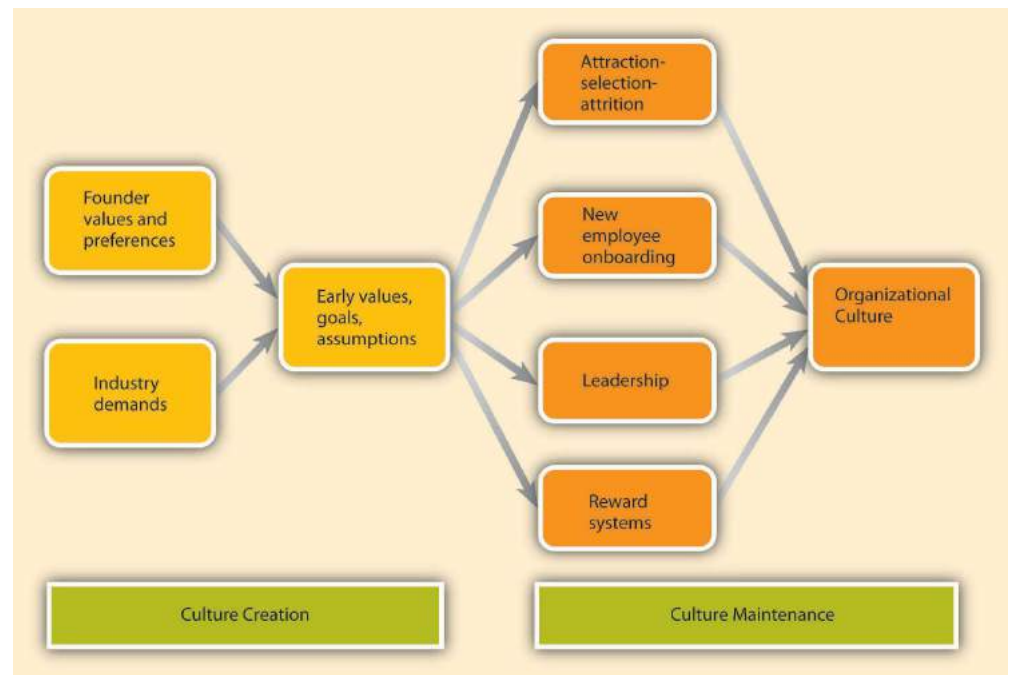 Founder
values and
preferences
Industry
demands
Early values,
goals,
assumptions
Attraction-
selection-
attrition
New
employee
onboarding
Leadership
Reward
systems
Organizational
Culture
Culture Creation
Culture Maintenance